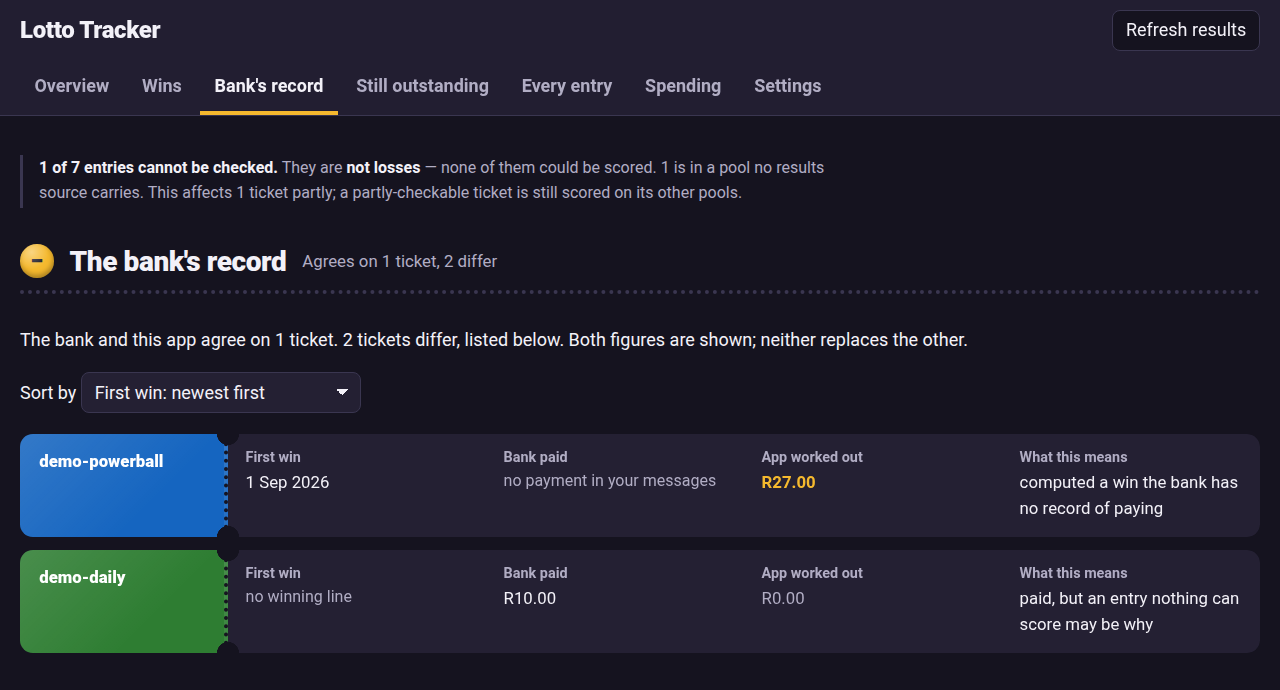 Lotto Tracker
Refresh results
Overview
Wins
Bank's record
Still outstanding
Every entry
Spending
Settings
1 of 7 entries cannot be checked. They are not losses — none of them could be scored. 1 is in a pool no results
source carries. This affects 1 ticket partly; a partly-checkable ticket is still scored on its other pools.
The bank's record
Agrees on 1 ticket, 2 differ
The bank and this app agree on 1 ticket. 2 tickets differ, listed below. Both figures are shown; neither replaces the other.
Sort by
First win: newest first
demo-powerball
First win
1 Sep 2026
Bank paid
no payment in your messages
App worked out
R27.00
What this means
computed a win the bank has
no record of paying
demo-daily
First win
no winning line
Bank paid
R10.00
App worked out
R0.00
What this means
paid, but an entry nothing can
score may be why